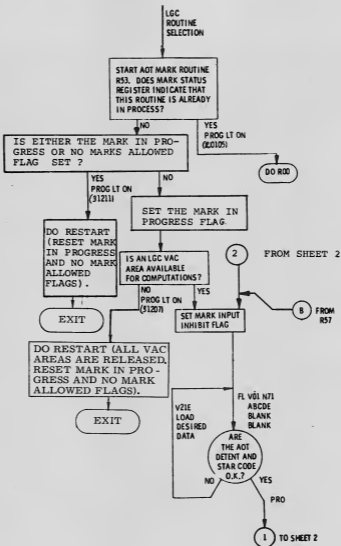 LGC
ROUTINE
SELECTION
START AOT MARK ROUTINE
R53. DOES MARK STATUS
REGISTER INDICATE THAT
THIS ROUTINE IS ALREADY
IN PROCESS?
NO
YES
PROG LT ON
(20105)
DO R00
IS EITHER THE MARK IN PRO-
GRESS OR NO MARKS ALLOWED
FLAG SET ?
YES
PROG LT ON
(31211)
NO
SET THE MARK IN
PROGRESS FLAG
DO RESTART
(RESET MARK
IN PROGRESS
AND NO MARK
ALLOWED
FLAGS).
EXIT
IS AN LGC VAC
AREA AVAILABLE
FOR COMPUTATIONS?
NO
PROG LT ON
(31207)
YES
2
FROM SHEET 2
B
FROM
R57
SET MARK INPUT
INHIBIT FLAG
DO RESTART (ALL VAC
AREAS ARE RELEASED,
RESET MARK IN PRO-
GRESS AND NO MARK
ALLOWED FLAGS).
EXIT
V21E
LOAD
DESIRED
DATA
FL V01 N71
ABCDE
BLANK
BLANK
ARE
THE AOT
DETENT AND
STAR CODE
O.K.?
NO
YES
PRO
1
TO SHEET 2